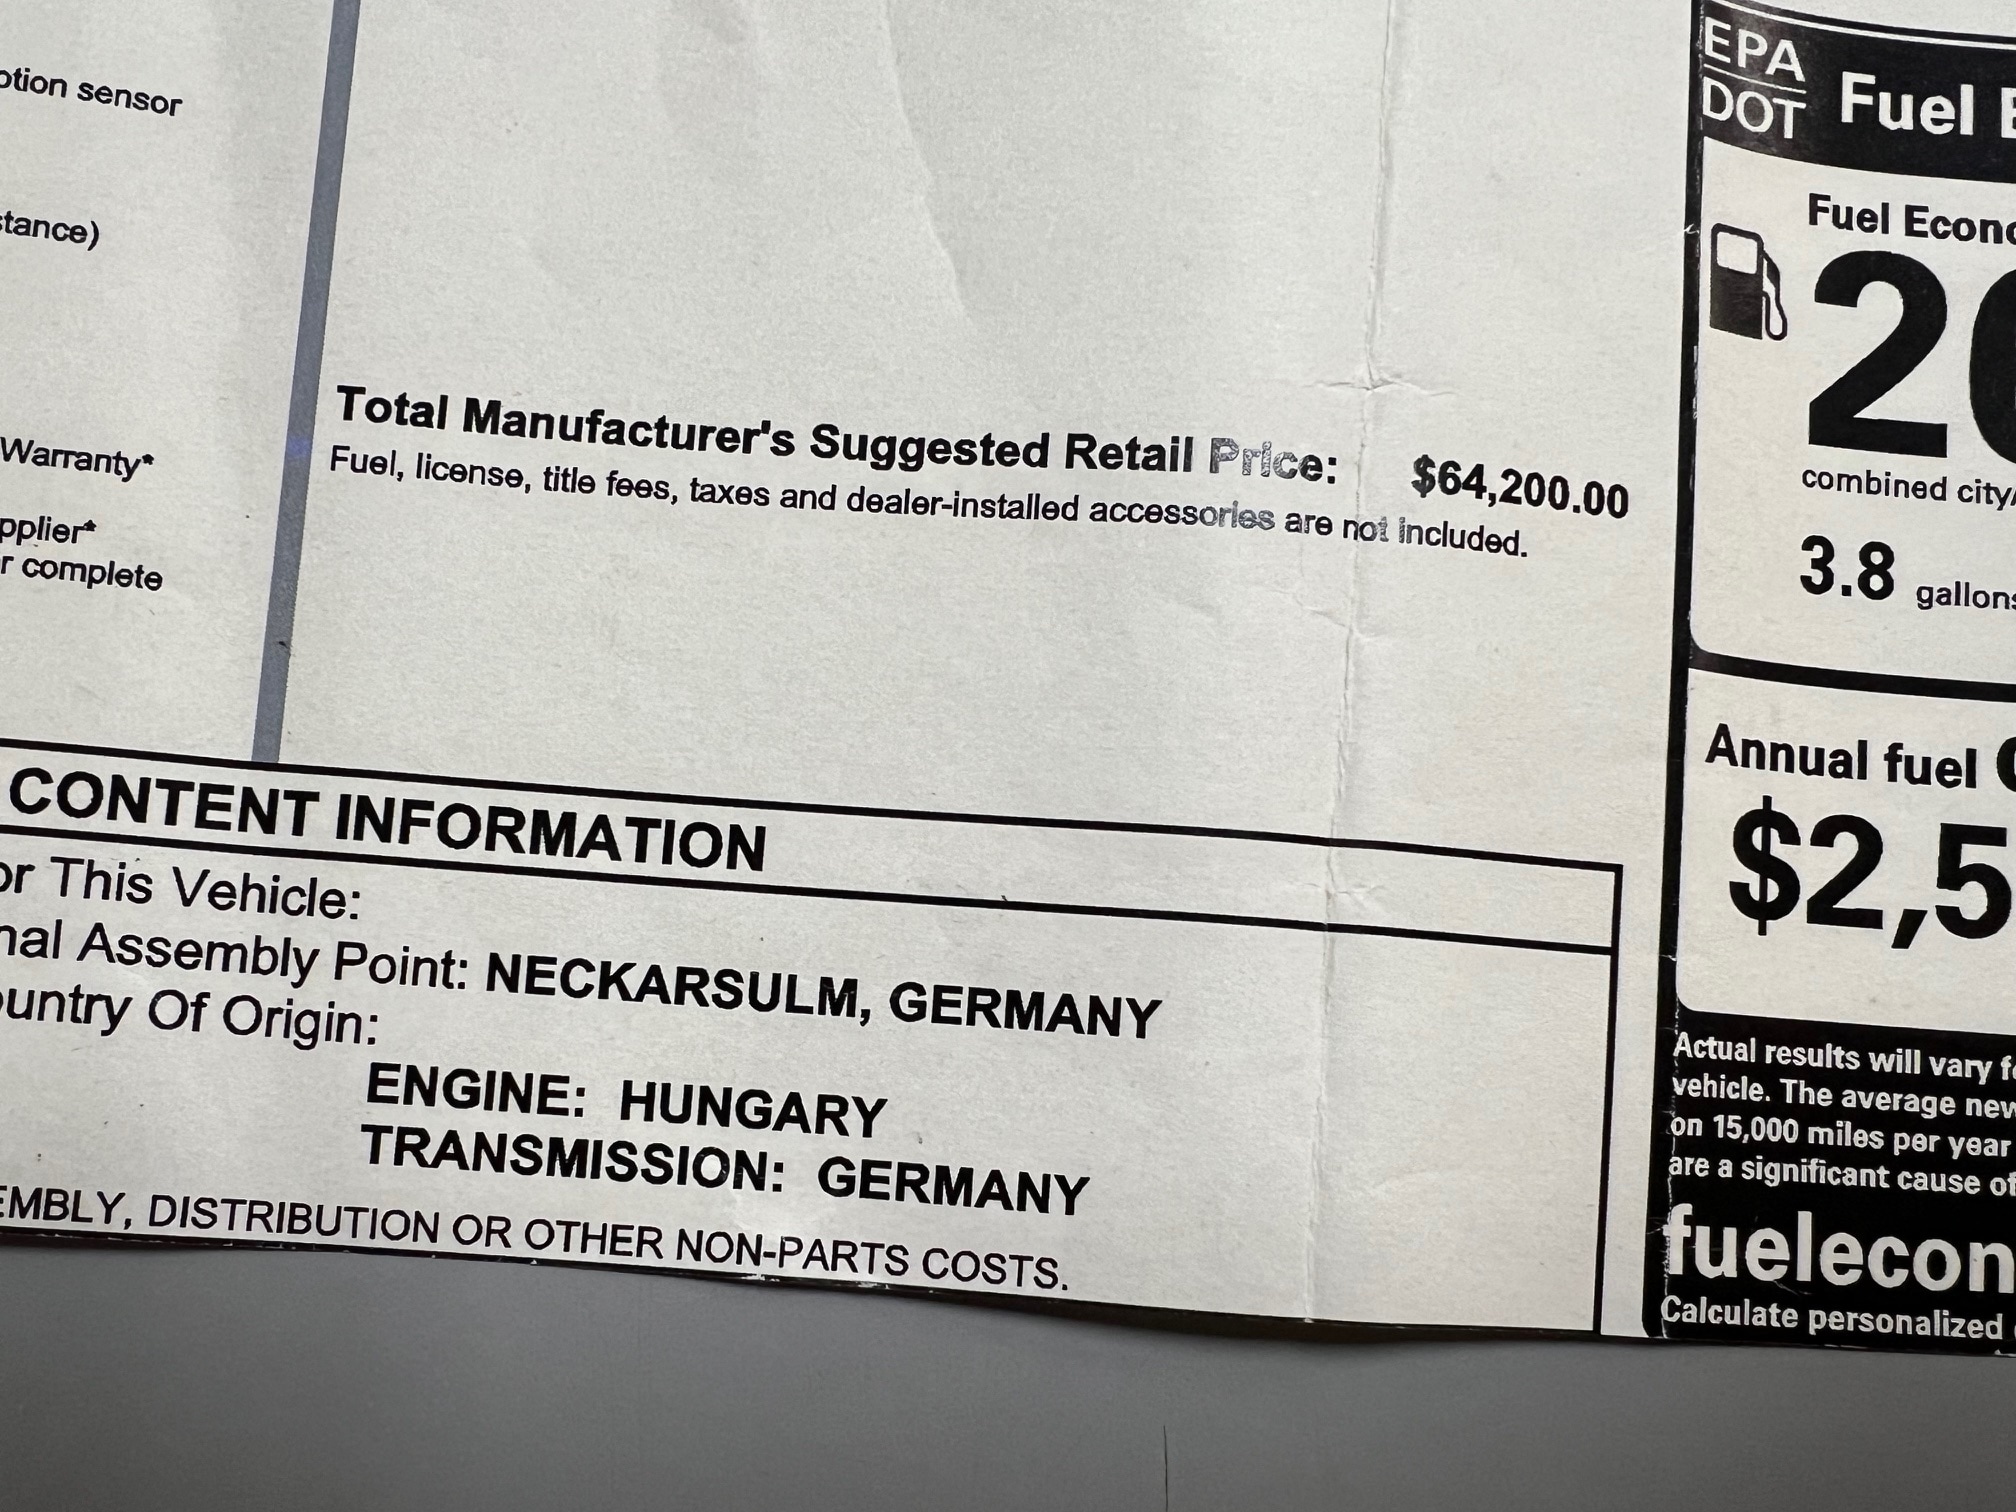 otion sensor
stance)
Warranty*
pplier*
r complete
Total Manufacturer's Suggested Retail Price: $64,200.00
Fuel, license, title fees, taxes and dealer-installed accessories are not included.
CONTENT INFORMATION
or This Vehicle:
nal Assembly Point: NECKARSULM, GERMANY
ountry Of Origin:
ENGINE: HUNGARY
TRANSMISSION: GERMANY
EMBLY, DISTRIBUTION OR OTHER NON-PARTS COSTS.
EPA
DOT
Fuel E
Fuel Econo
2
combined city/
3.8 gallons
Annual fuel
$2,5
Actual results will vary fo
vehicle. The average new
on 15,000 miles per year
are a significant cause of
fuelecon
Calculate personalized